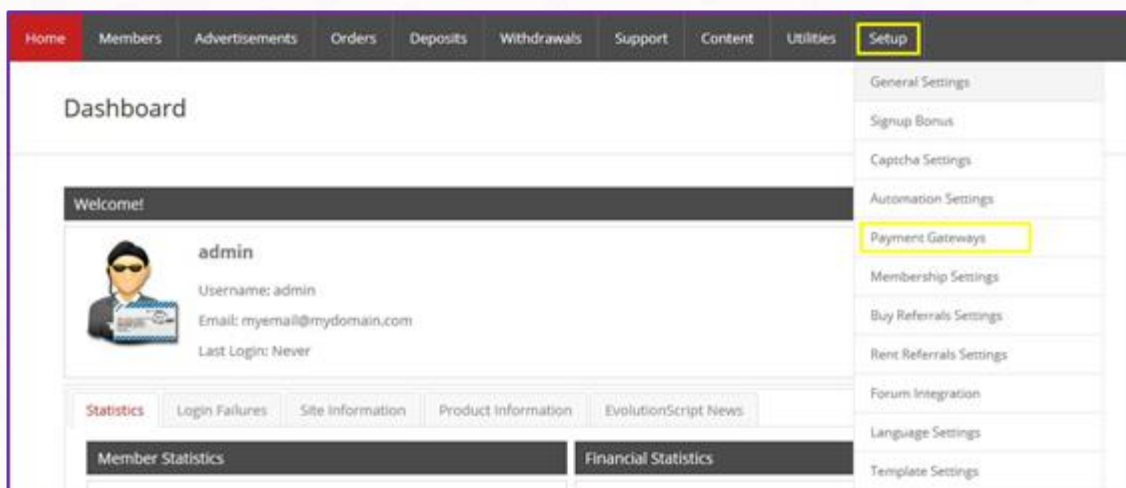 Home Members Advertisements Orders Deposits Withdrawals Support Content Utilities Setup
General Settings
Dashboard
Signup Bonus
Captcha Settings
Automation Settings
Welcome!
Payment Gateways
admin
Membership Settings
Username: admin
Buy Referrals Settings
Email: myemail@mydomain.com
Rent Referrals Settings
Last Login: Never
Forum Integration
Statistics Login Failures Site Information Product Information EvolutionScript News
Language Settings
Member Statistics Financial Statistics
Template Settings